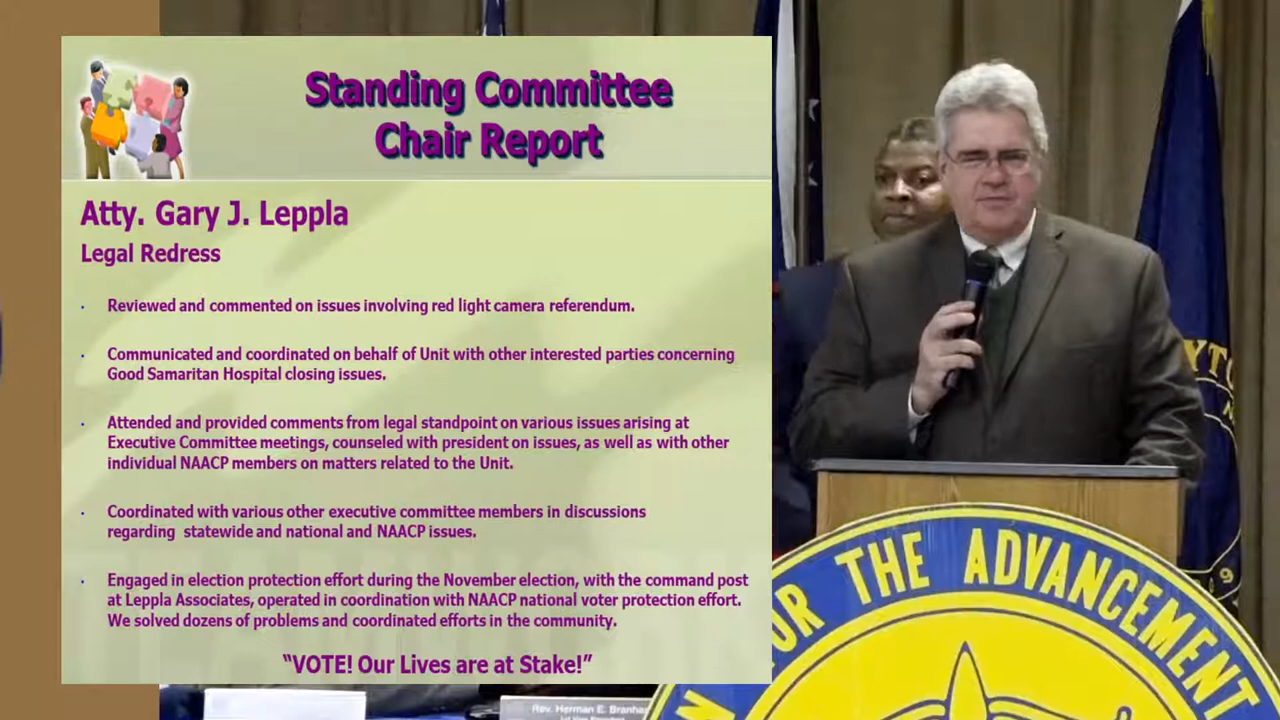 Standing Committee
Chair Report
Atty. Gary J. Leppla
Legal Redress
· Reviewed and commented on issues involving red light camera referendum.
· Communicated and coordinated on behalf of Unit with other interested parties concerning
Good Samaritan Hospital closing issues.
· Attended and provided comments from legal standpoint on various issues arising at
Executive Committee meetings, counseled with president on issues, as well as with other
individual NAACP members on matters related to the Unit.
· Coordinated with various other executive committee members in discussions
regarding statewide and national and NAACP issues.
· Engaged in election protection effort during the November election, with the command post
at Leppla Associates, operated in coordination with NAACP national voter protection effort.
We solved dozens of problems and coordinated efforts in the community.
“VOTE! Our Lives are at Stake!”
THE ADVANCEMENT
Rev. Herman E.